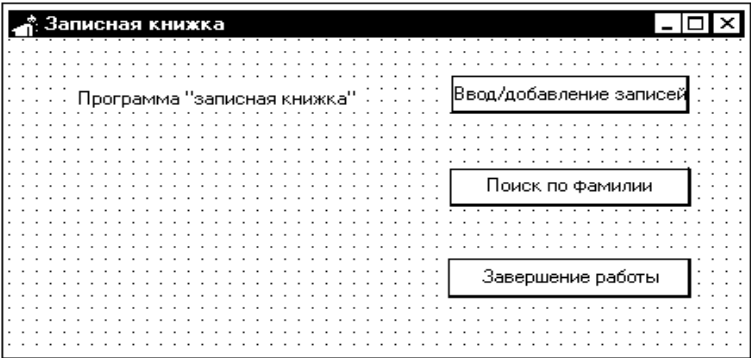 Записная книжка
Программа "записная книжка"
Ввод/добавление записей
Поиск по фамилии
Завершение работы